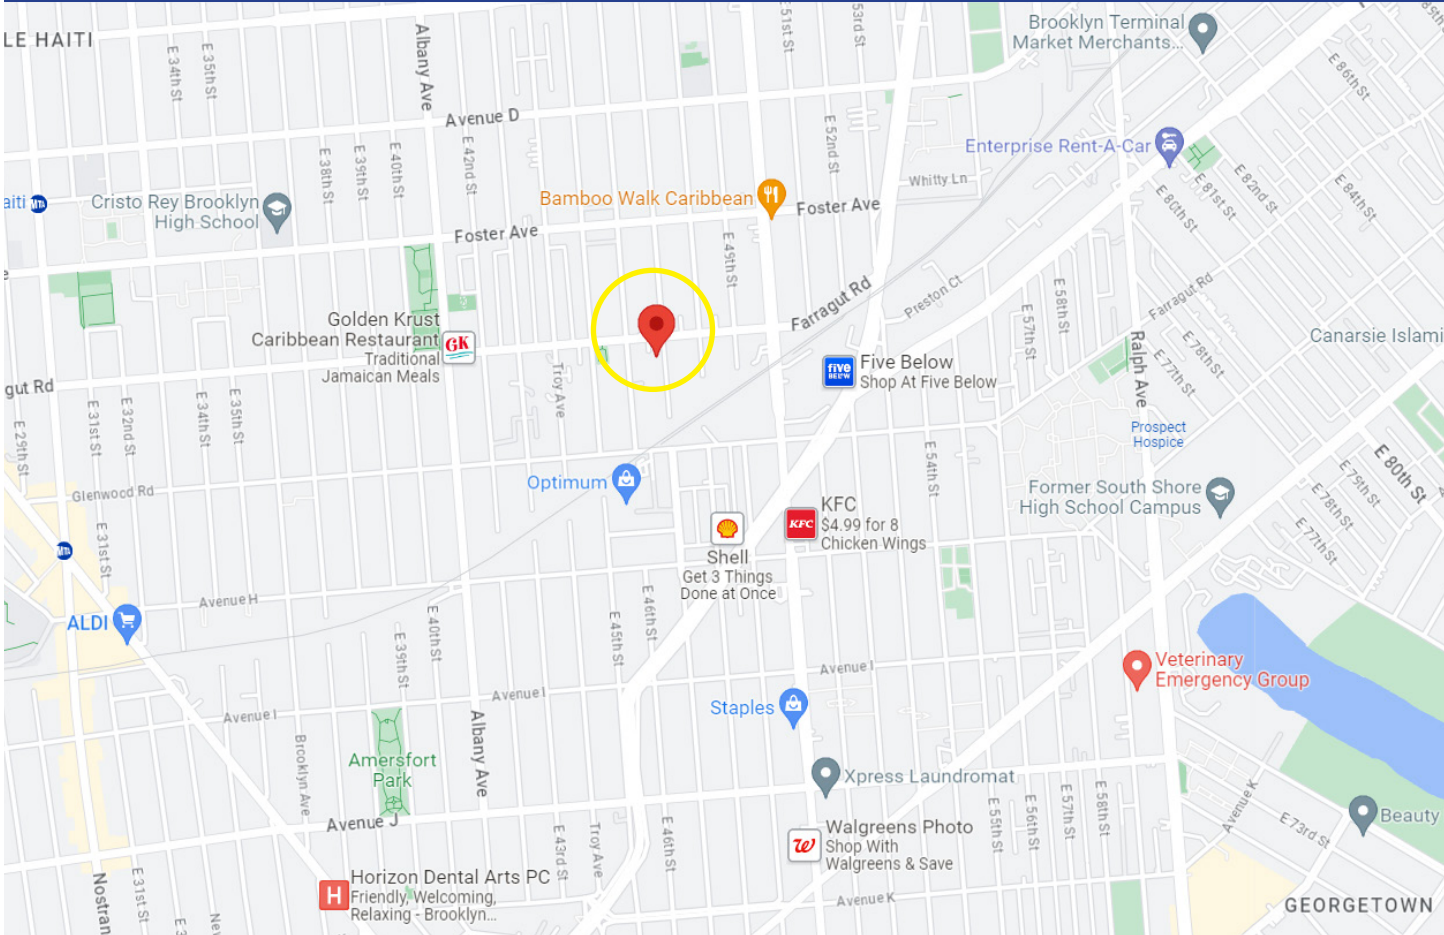 LE HAITI
E 34th St
E 35th St
Albany Ave
51st St
53rd St
Brooklyn Terminal
Market Merchants...
85th
E 86th St
Avenue D
E 38th St
E 39th St
E 40th St
E 42nd St
E 52nd St
Enterprise Rent-A-Car
E 82nd St
E 81st St
E 80th St
E 84th St
Whitty Ln
aiti
MTA
Cristo Rey Brooklyn
High School
Bamboo Walk Caribbean
Foster Ave
Foster Ave
E 49th St
Farragut Rd
Preston Ct
E 58th St
E 57th St
Farragut Rd
Ralph Ave
Canarsie Islami
E 78th St
E 77th St
Golden Krust
Caribbean Restaurant
Traditional
Jamaican Meals
GK
five
BELOW
Five Below
Shop At Five Below
gut Rd
E 29th St
E 31st St
E 32nd St
E 34th St
E 35th St
Troy Ave
Prospect
Hospice
E 54th St
E 80th St
E 79th St
E 78th St
E 77th St
Glenwood Rd
Optimum
Former South Shore
High School Campus
KFC
KFC
$4.99 for 8
Chicken Wings
Shell
Get 3 Things
Done at Once
E 31st St
MTA
Avenue H
ALDI
E 40th St
E 39th St
E 45th St
E 46th St
Avenue I
Veterinary
Emergency Group
Avenue I
Avenue I
Staples
Albany Ave
Brooklyn Ave
Amersfort
Park
Xpress Laundromat
Avenue J
E 43rd St
Troy Ave
E 46th St
W
Walgreens Photo
Shop With
Walgreens & Save
E 55th St
E 56th St
E 57th St
E 58th St
Avenue K
E 73rd St
Beauty
H
Horizon Dental Arts PC
Friendly, Welcoming,
Relaxing - Brooklyn...
Nostran
E 31st St
New
Avenue K
GEORGETOWN